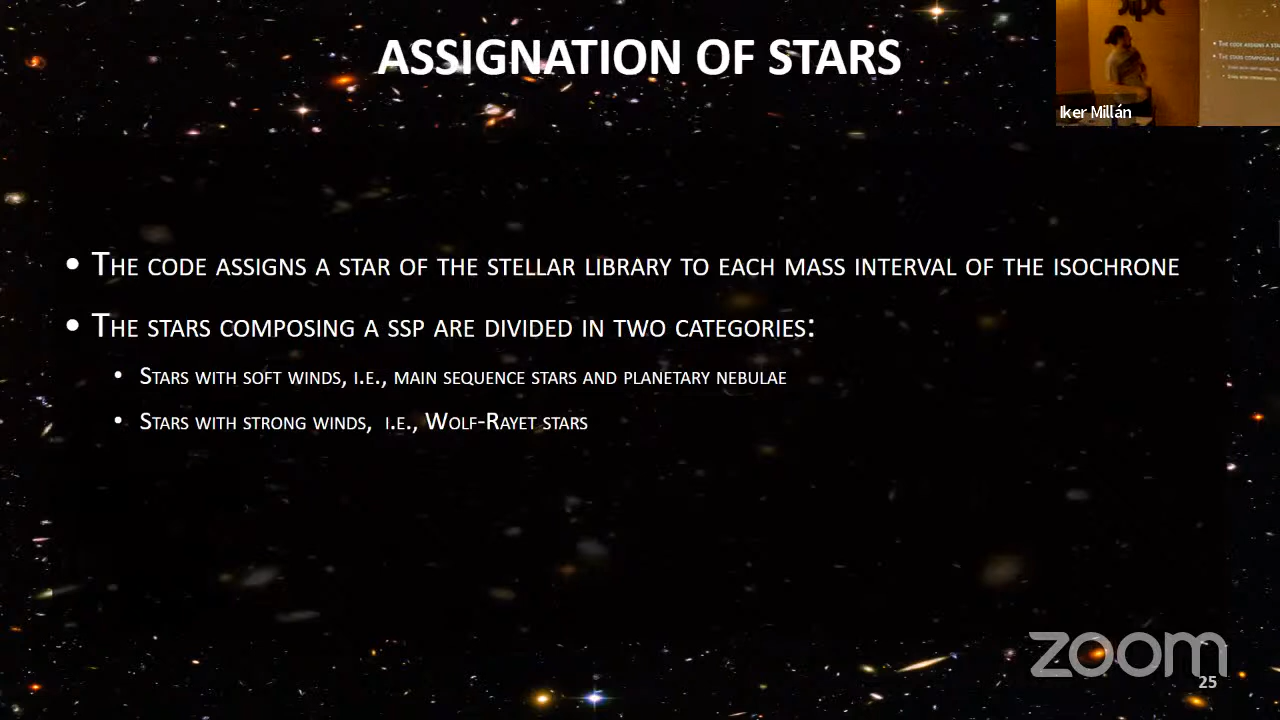 ASSIGNATION OF STARS
Iker Millán
• The code assigns a star of the stellar library to each mass interval of the isochrone
• The stars composing a SSP are divided in two categories:
• Stars with soft winds, i.e., main sequence stars and planetary nebulae
• Stars with strong winds, i.e., Wolf-Rayet stars
zoom
25